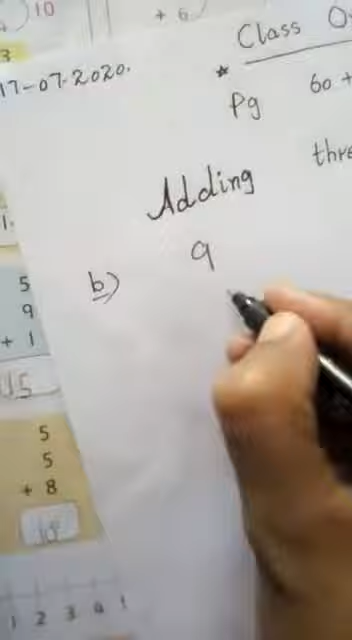 10
+ 6
3
17-07-2020.
Class
* Pg 60 +
Adding
b) 9
1.
5
9
+ 1
15
5
5
+ 8
18
1 2 3 4